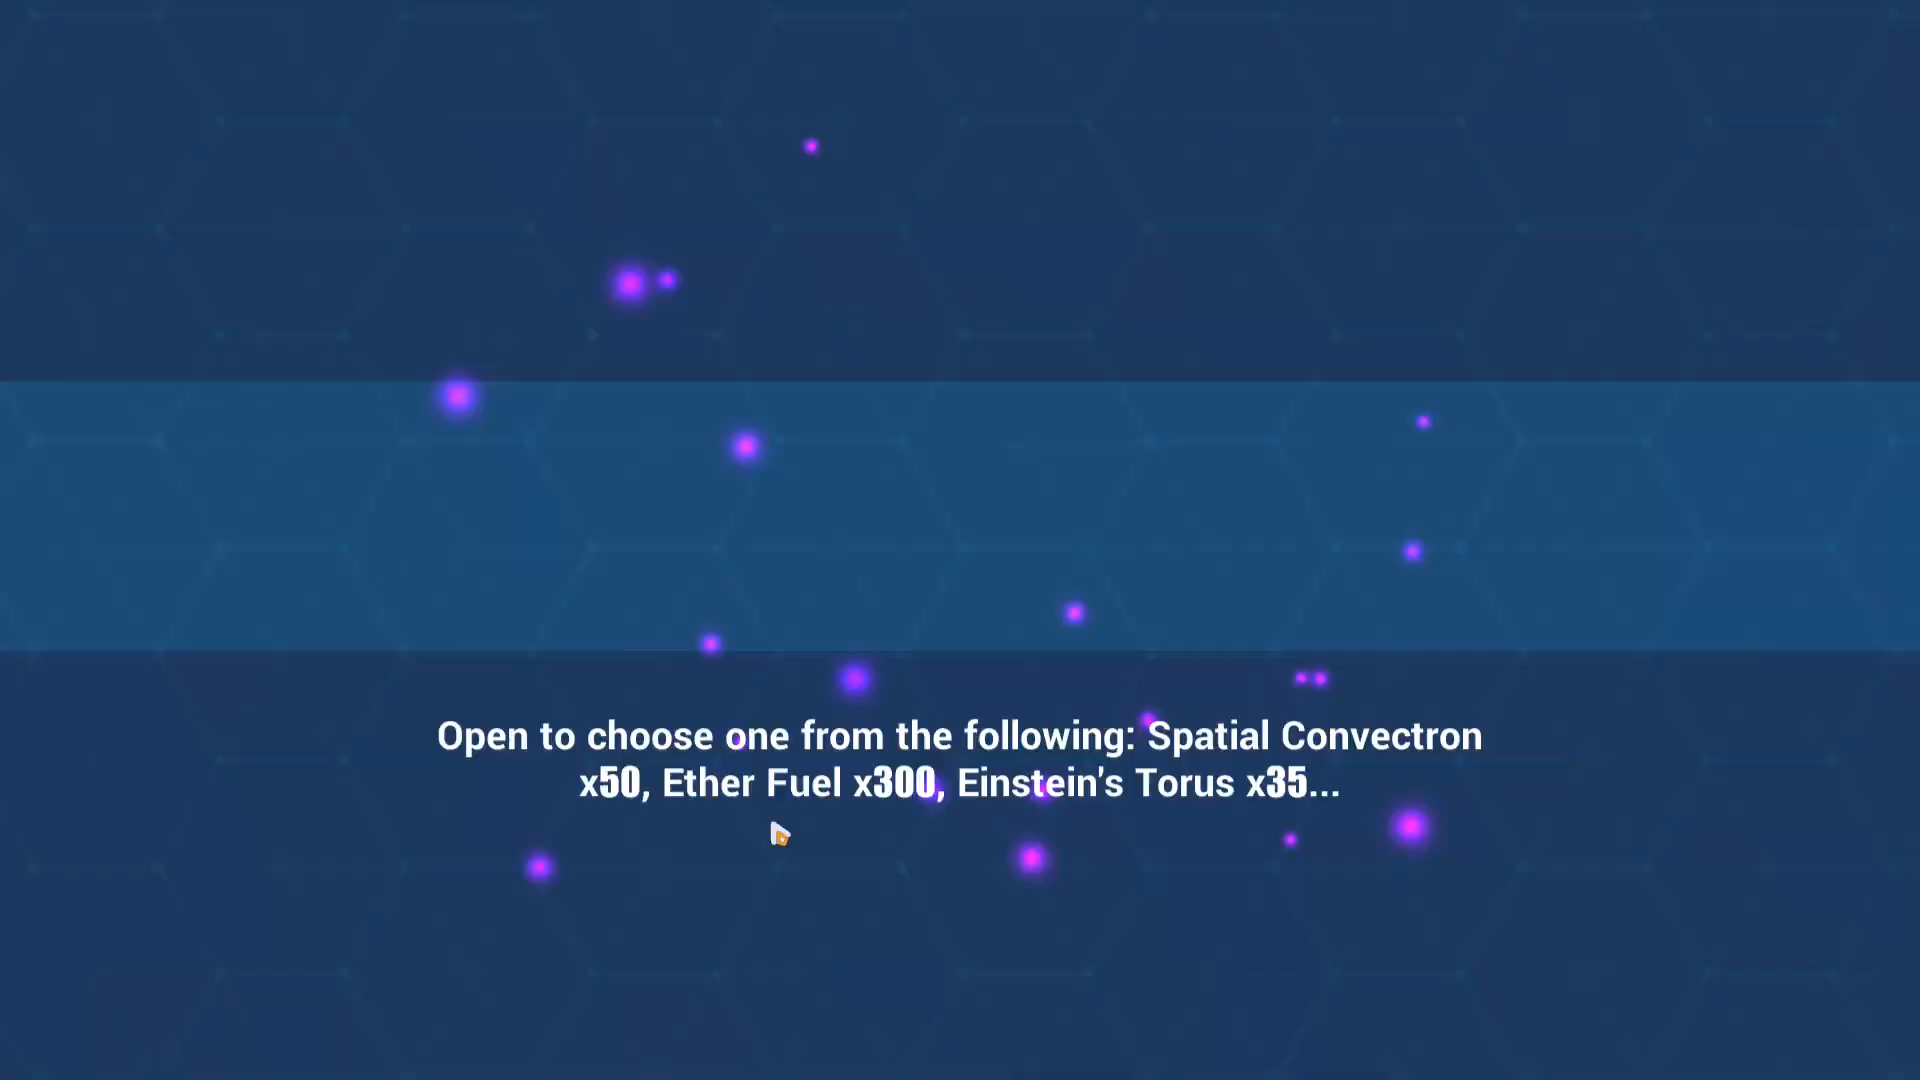 Open to choose one from the following: Spatial Convectron
x50, Ether Fuel x300, Einstein's Torus x35...